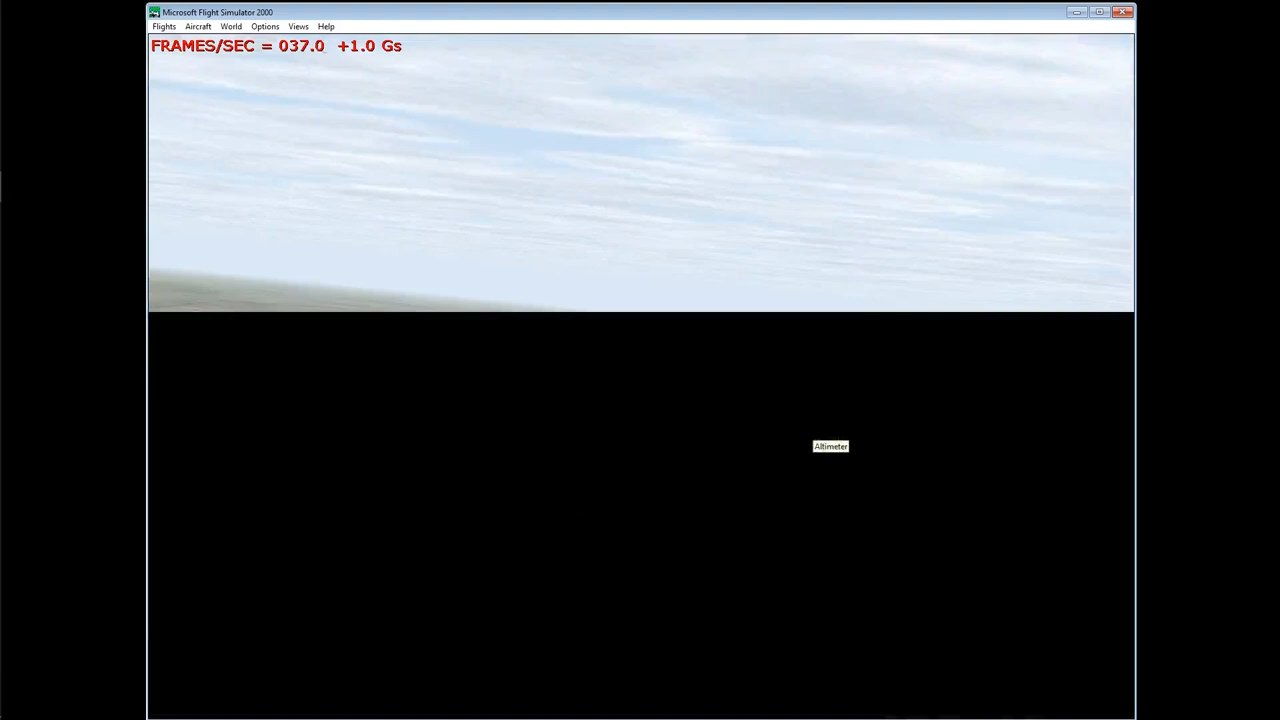 Microsoft Flight Simulator 2000
Flights Aircraft World Options Views Help
FRAMES/SEC = 037.0 +1.0 Gs
Altimeter